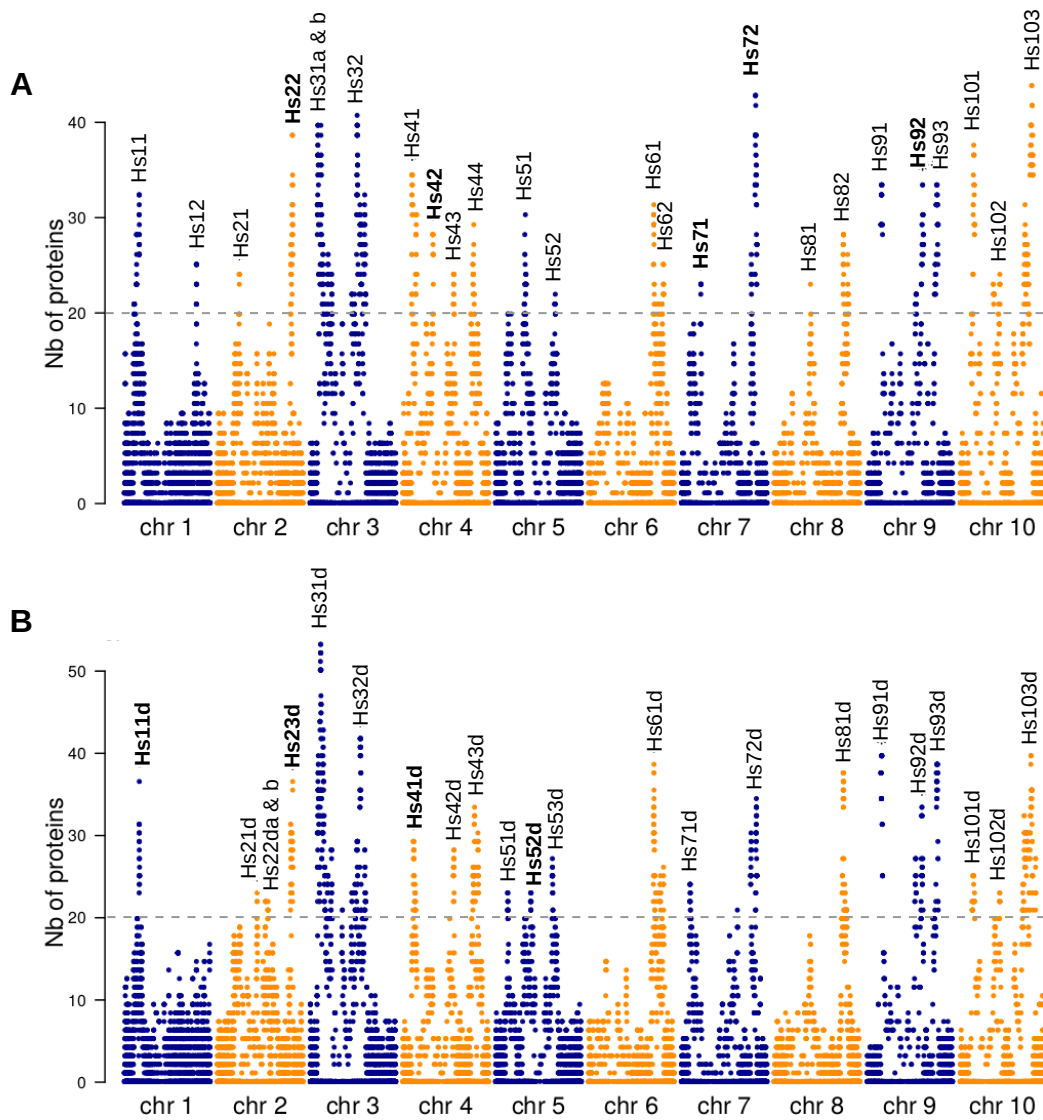 A
Nb of proteins
40
30
20
10
0
Hs11
Hs12
Hs21
Hs22
Hs31a & b
Hs32
Hs41
Hs42
Hs43
Hs44
Hs51
Hs52
Hs61
Hs62
Hs71
Hs72
Hs81
Hs82
Hs91
Hs92
Hs93
Hs101
Hs102
Hs103
chr 1
chr 2
chr 3
chr 4
chr 5
chr 6
chr 7
chr 8
chr 9
chr 10
B
Nb of proteins
50
40
30
20
10
0
Hs11d
Hs21d
Hs22da & b
Hs23d
Hs31d
Hs32d
Hs41d
Hs42d
Hs43d
Hs51d
Hs52d
Hs53d
Hs61d
Hs71d
Hs72d
Hs81d
Hs91d
Hs92d
Hs93d
Hs101d
Hs102d
Hs103d
chr 1
chr 2
chr 3
chr 4
chr 5
chr 6
chr 7
chr 8
chr 9
chr 10